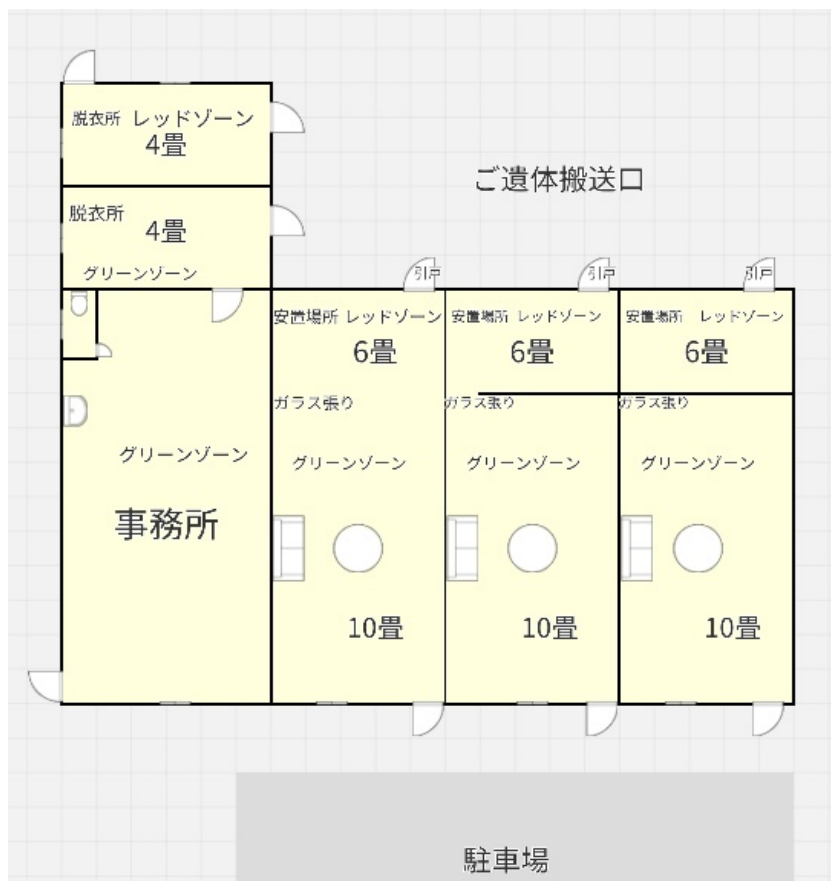 脱衣所 レッドゾーン
4畳
脱衣所
4畳
グリーンゾーン
ご遺体搬送口
引戸
引戸
引戸
安置場所 レッドゾーン
6畳
安置場所 レッドゾーン
6畳
安置場所 レッドゾーン
6畳
ガラス張り
ガラス張り
ガラス張り
グリーンゾーン
事務所
グリーンゾーン
グリーンゾーン
グリーンゾーン
10畳
10畳
10畳
駐車場